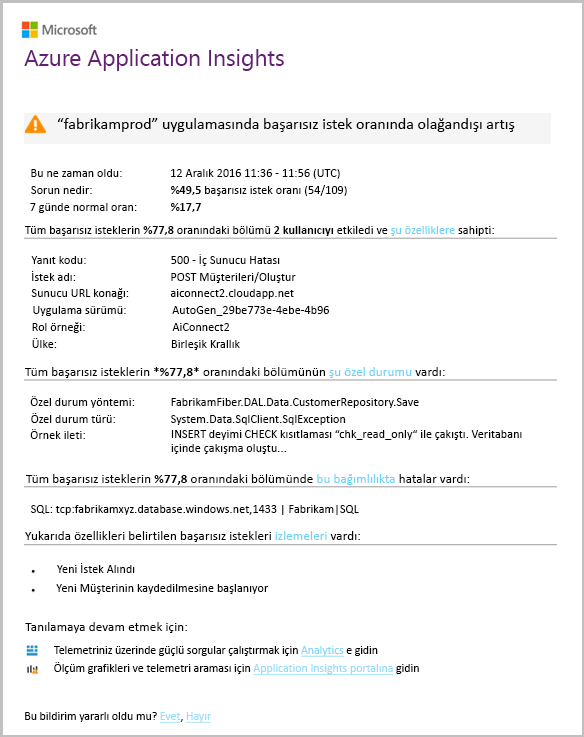 Microsoft
Azure Application Insights
“fabrikamprod” uygulamasında başarısız istek oranında olağandışı artış
Bu ne zaman oldu: 12 Aralık 2016 11:36 - 11:56 (UTC)
Sorun nedir: %49,5 başarısız istek oranı (54/109)
7 günde normal oran: %17,7
Tüm başarısız isteklerin %77,8 oranındaki bölümü 2 kullanıcıyı etkiledi ve şu özelliklere sahipti:
Yanıt kodu: 500 - İç Sunucu Hatası
İstek adı: POST Müşterileri/Oluştur
Sunucu URL konağı: aiconnect2.cloudapp.net
Uygulama sürümü: AutoGen_29be773e-4ebe-4b96
Rol örneği: AiConnect2
Ülke: Birleşik Krallık
Tüm başarısız isteklerin *%77,8* oranındaki bölümünün şu özel durumu vardı:
Özel durum yöntemi: FabrikamFiber.DAL.Data.CustomerRepository.Save
Özel durum türü: System.Data.SqlClient.SqlException
Örnek ileti: INSERT deyimi CHECK kısıtlaması “chk_read_only” ile çakıştı. Veritabanı
içinde çakışma oluştu...
Tüm başarısız isteklerin %77,8 oranındaki bölümünde bu bağımlılıkta hatalar vardı:
SQL: tcp:fabrikamxyz.database.windows.net,1433 | Fabrikam|SQL
Yukarıda özellikleri belirtilen başarısız istekleri izlemeleri vardı:
• Yeni İstek Alındı
• Yeni Müşterinin kaydedilmesine başlanıyor
Tanılamaya devam etmek için:
Telemetriniz üzerinde güçlü sorgular çalıştırmak için Analytics e gidin
Ölçüm grafikleri ve telemetri araması için Application Insights portalına gidin
Bu bildirim yararlı oldu mu? Evet, Hayır